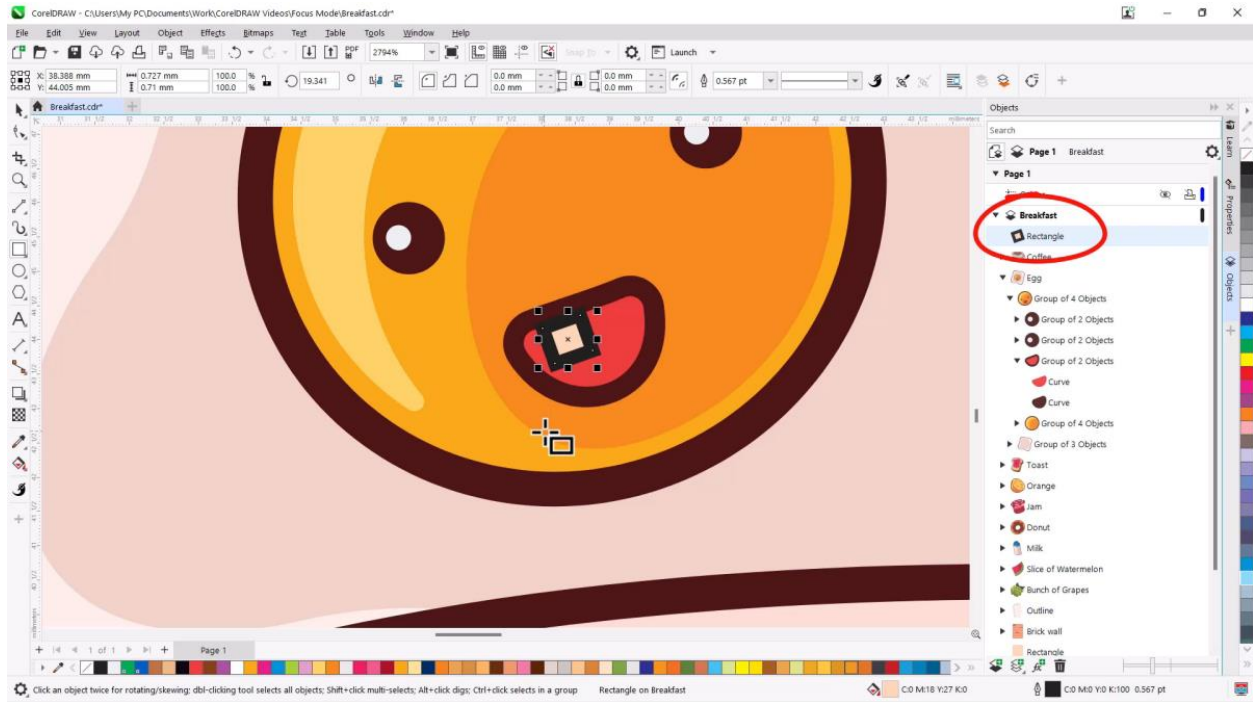 CorelDRAW - C:\Users\My PC\Documents\Work\CorelDRAW Videos\Focus Mode\Breakfast.cdr*
File Edit View Layout Object Effects Bitmaps Text Table Tools Window Help
PDF 2794% Snap To Launch
X: 38.388 mm 0.727 mm 100.0 % 19.341 ° 0.0 mm 0.0 mm 0.567 pt
Y: 44.005 mm 0.71 mm 100.0 % 0.0 mm 0.0 mm
Breakfast.cdr*
Objects
millimeters
Search
Learn
Page 1 Breakfast
Page 1
Properties
Breakfast
Rectangle
Coffee
Objects
Egg
Group of 4 Objects
Group of 2 Objects
Group of 2 Objects
Group of 2 Objects
Curve
Curve
Group of 4 Objects
Group of 3 Objects
Toast
Orange
Jam
Donut
Milk
Slice of Watermelon
Bunch of Grapes
Outline
Brick wall
Rectangle
1 of 1 Page 1
Click an object twice for rotating/skewing; dbl-clicking tool selects all objects; Shift+click multi-selects; Alt+click digs; Ctrl+click selects in a group Rectangle on Breakfast C:0 M:18 Y:27 K:0 C:0 M:0 Y:0 K:100 0.567 pt